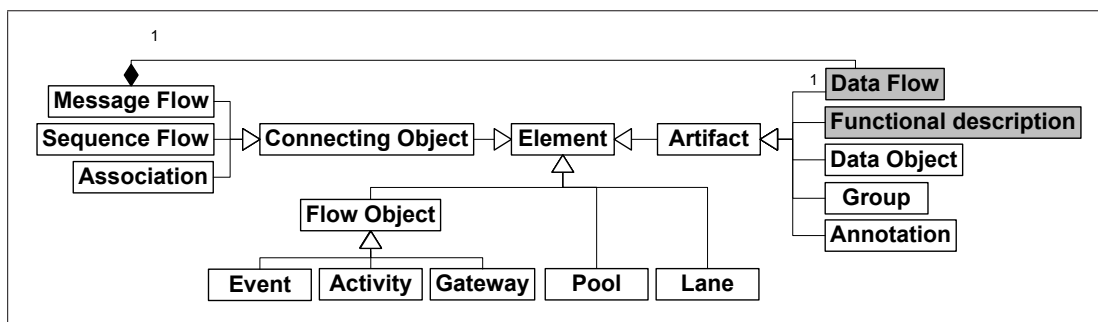 1
1
Data Flow
Message Flow
Functional description
Sequence Flow
Connecting Object
Element
Artifact
Data Object
Association
Group
Flow Object
Annotation
Event
Activity
Gateway
Pool
Lane